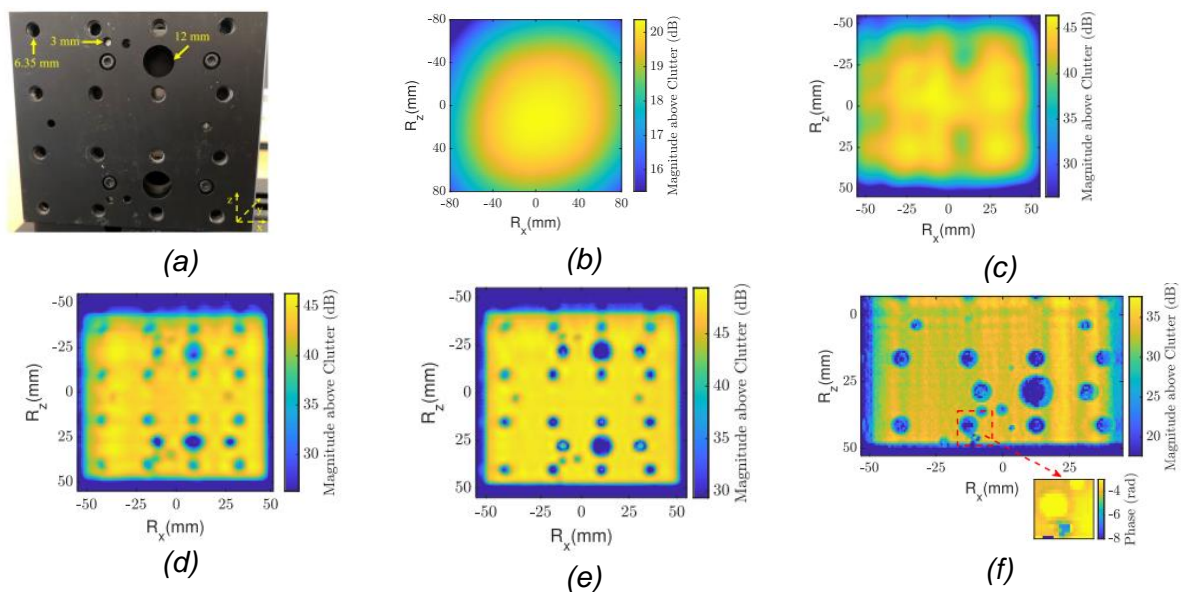 3 mm
12 mm
6.35 mm
z
y
x
(a)
-80
-40
0
40
80
R_z(mm)
-80 -40 0 40 80
R_x(mm)
20
19
18
17
16
Magnitude above Clutter (dB)
(b)
-50
-25
0
25
50
R_z(mm)
-50 -25 0 25 50
R_x(mm)
45
40
35
30
Magnitude above Clutter (dB)
(c)
-50
-25
0
25
50
R_z(mm)
-50 -25 0 25 50
R_x(mm)
45
40
35
30
Magnitude above Clutter (dB)
(d)
-50
-25
0
25
50
R_z(mm)
-50 -25 0 25 50
R_x(mm)
45
40
35
30
Magnitude above Clutter (dB)
(e)
0
25
50
R_z(mm)
-50 -25 0 25
R_x(mm)
35
30
25
20
Magnitude above Clutter (dB)
-4
-6
-8
Phase (rad)
(f)